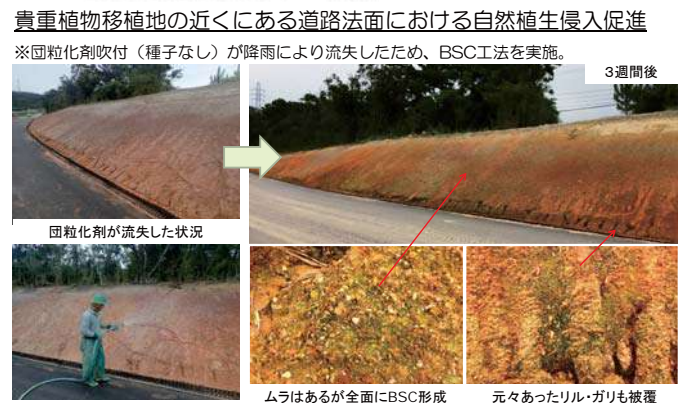 貴重植物移植地の近くにある道路法面における自然植生侵入促進
※団粒化剤吹付（種子なし）が降雨により流失したため、BSC工法を実施。
3週間後
団粒化剤が流失した状況
ムラはあるが全面にBSC形成
元々あったリル・ガリも被覆